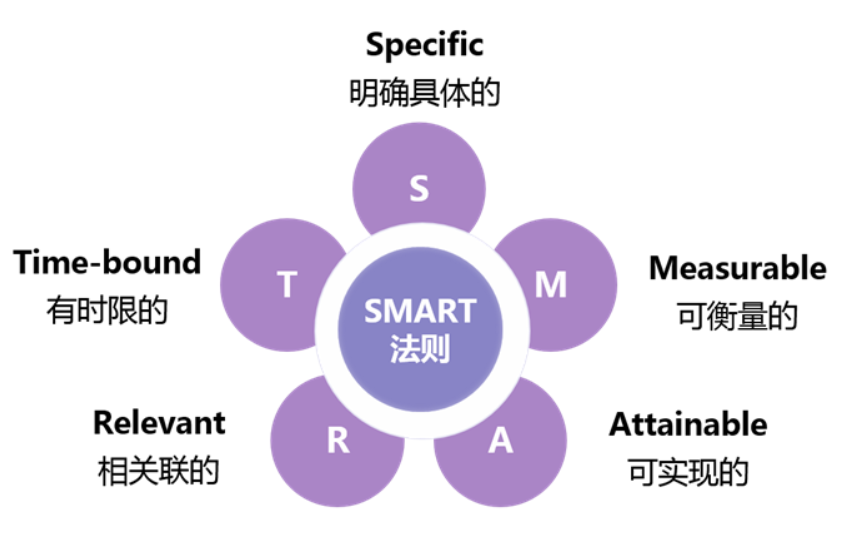 Specific
明确具体的
S
Time-bound
有时限的
T
M
Measurable
可衡量的
SMART
法则
Relevant
相关联的
R
A
Attainable
可实现的